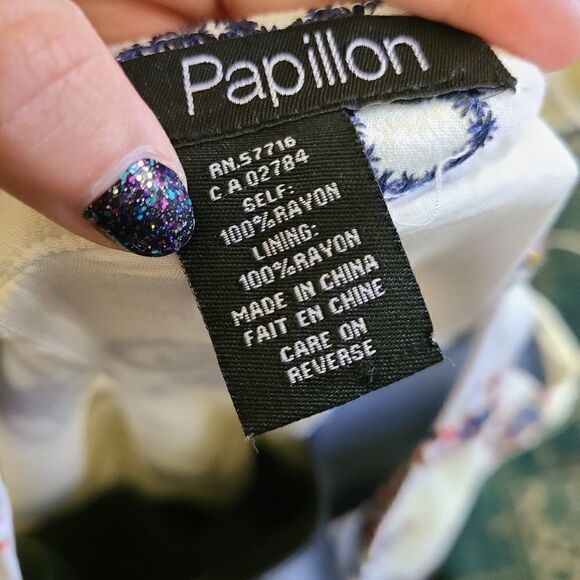 Papillon
RN.57716
CA 02784
SELF:
100%RAYON
LINING:
100%RAYON
MADE IN CHINA
FAIT EN CHINE
CARE ON
REVERSE